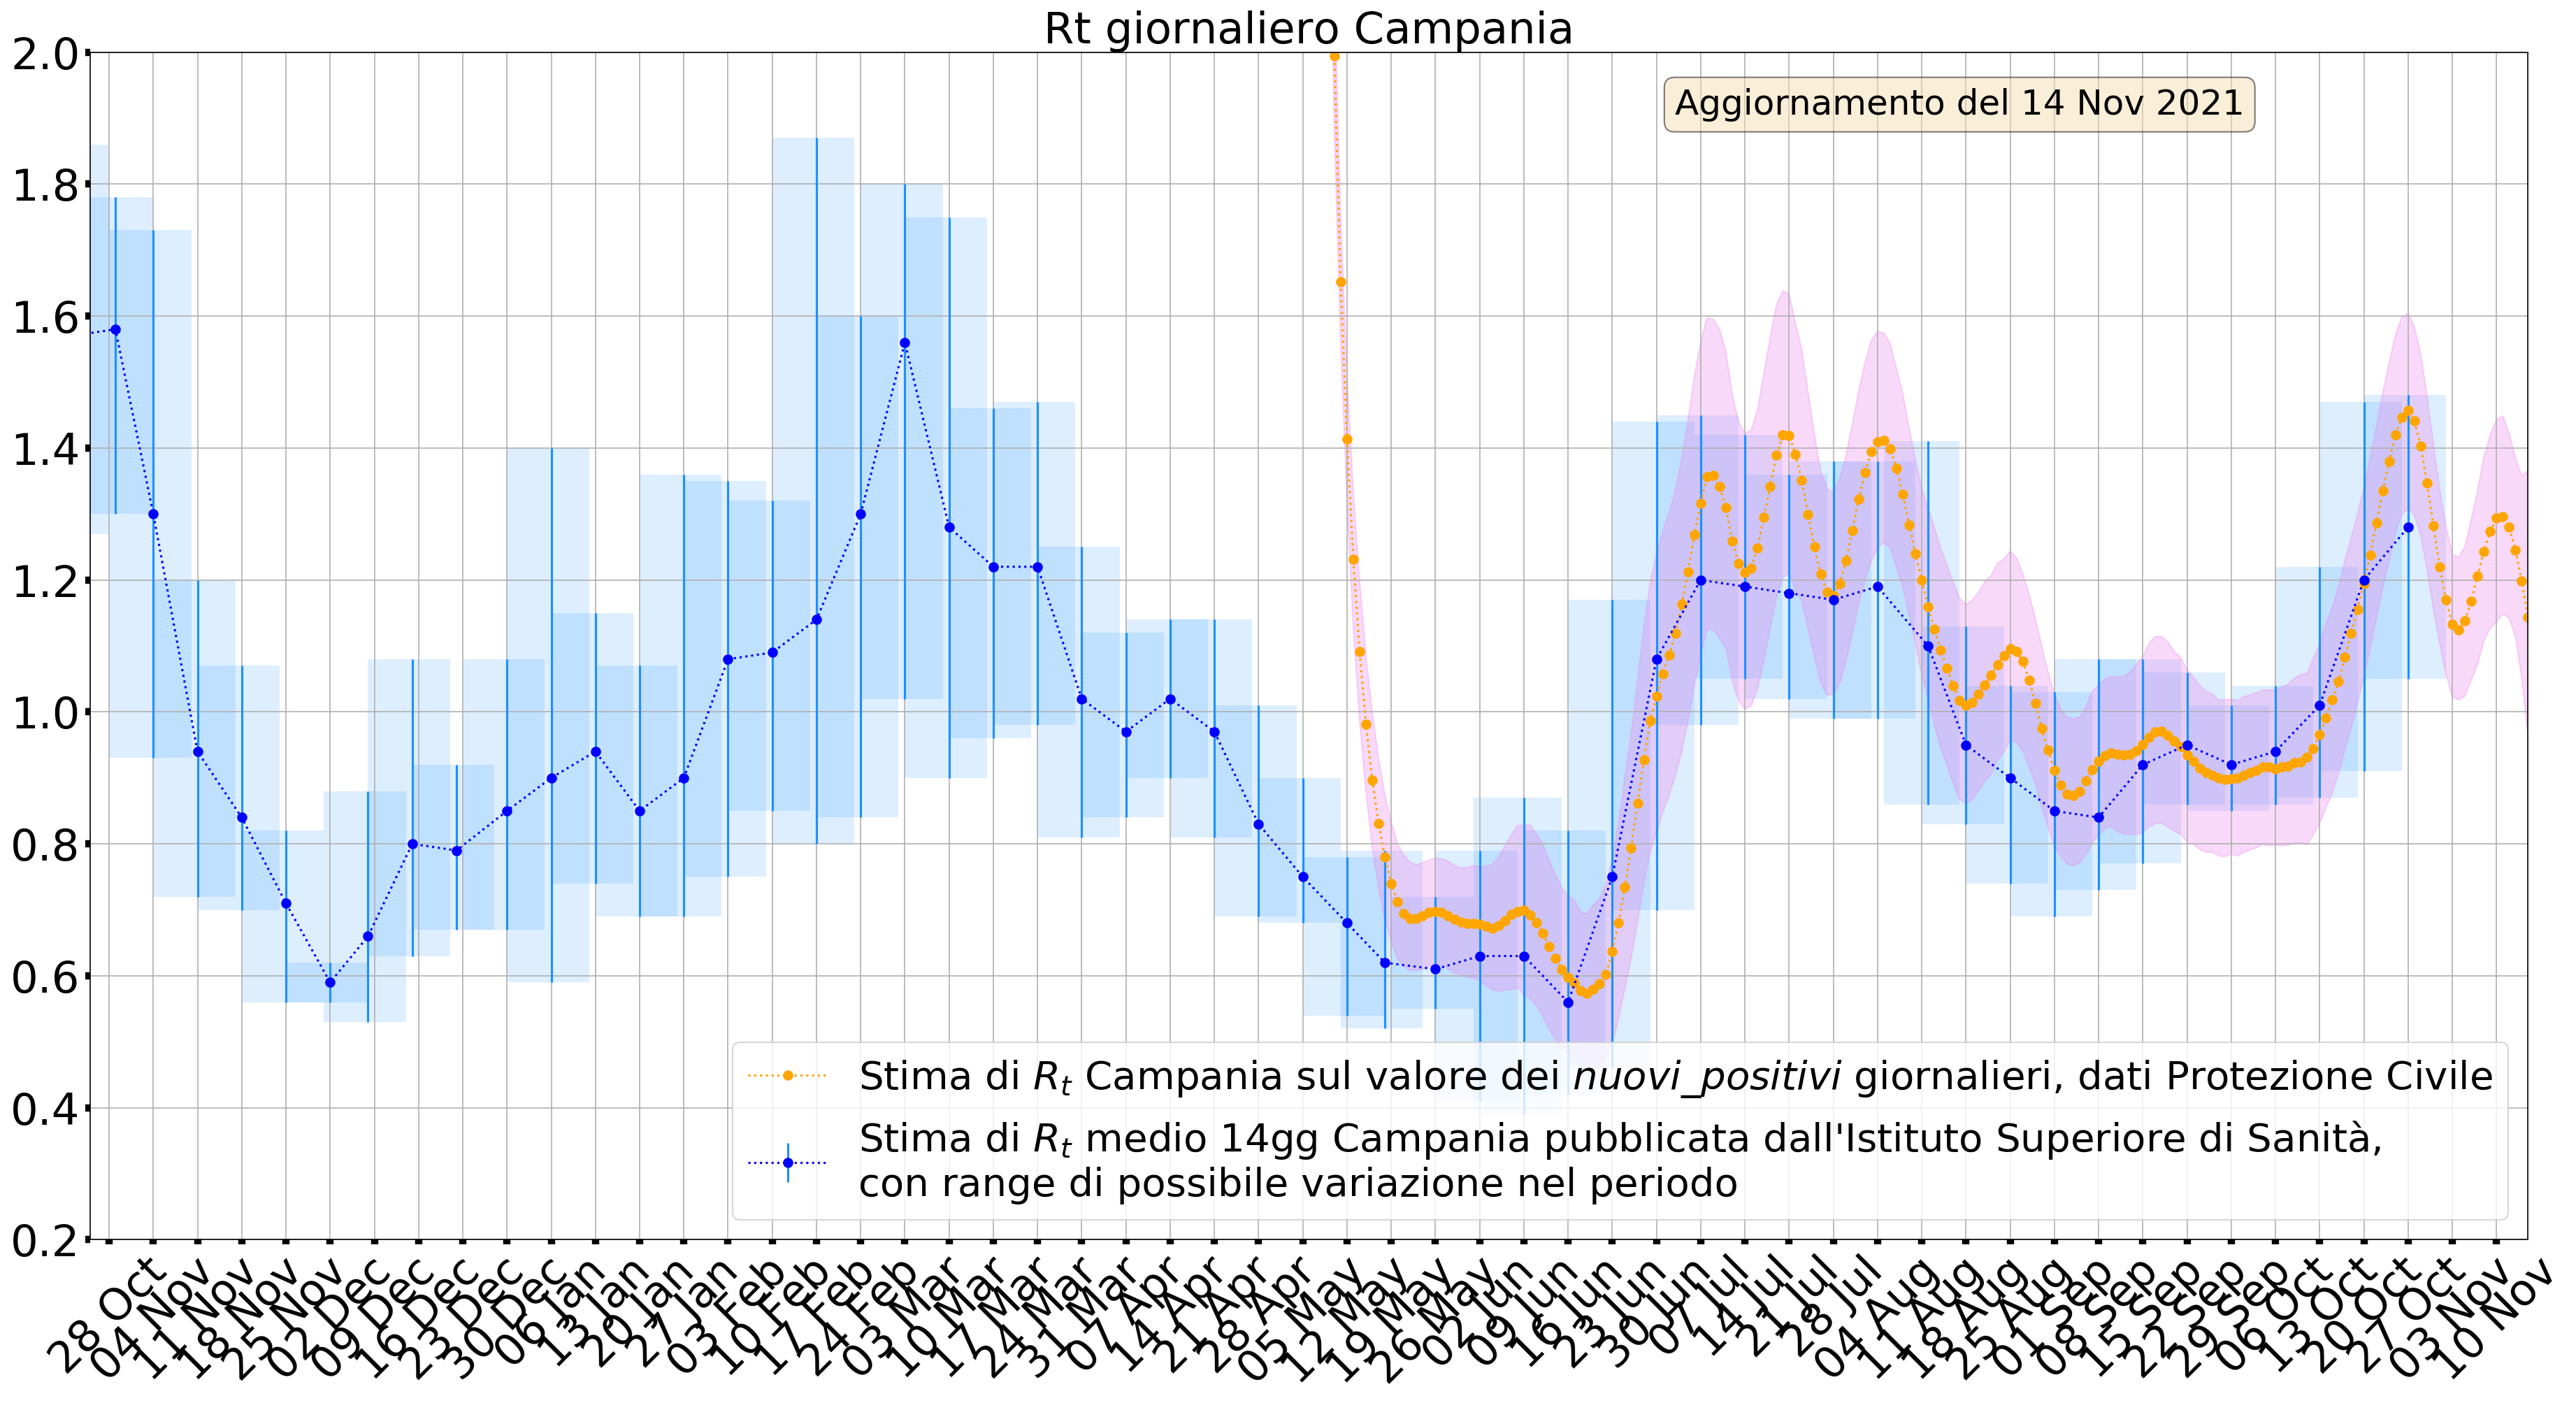 Rt giornaliero Campania
Aggiornamento del 14 Nov 2021
2.0
1.8
1.6
1.4
1.2
1.0
0.8
0.6
0.4
0.2
Stima di Rt Campania sul valore dei nuovi_positivi giornalieri, dati Protezione Civile
Stima di Rt medio 14gg Campania pubblicata dall'Istituto Superiore di Sanità,
con range di possibile variazione nel periodo
28 Oct
04 Nov
11 Nov
18 Nov
25 Nov
02 Dec
09 Dec
16 Dec
23 Dec
30 Dec
06 Jan
13 Jan
20 Jan
27 Jan
03 Feb
10 Feb
17 Feb
24 Feb
03 Mar
10 Mar
17 Mar
24 Mar
31 Mar
07 Apr
14 Apr
21 Apr
28 Apr
05 May
12 May
19 May
26 May
02 Jun
09 Jun
16 Jun
23 Jun
30 Jun
07 Jul
14 Jul
21 Jul
28 Jul
04 Aug
11 Aug
18 Aug
25 Aug
01 Sep
08 Sep
15 Sep
22 Sep
29 Sep
06 Oct
13 Oct
20 Oct
27 Oct
03 Nov
10 Nov